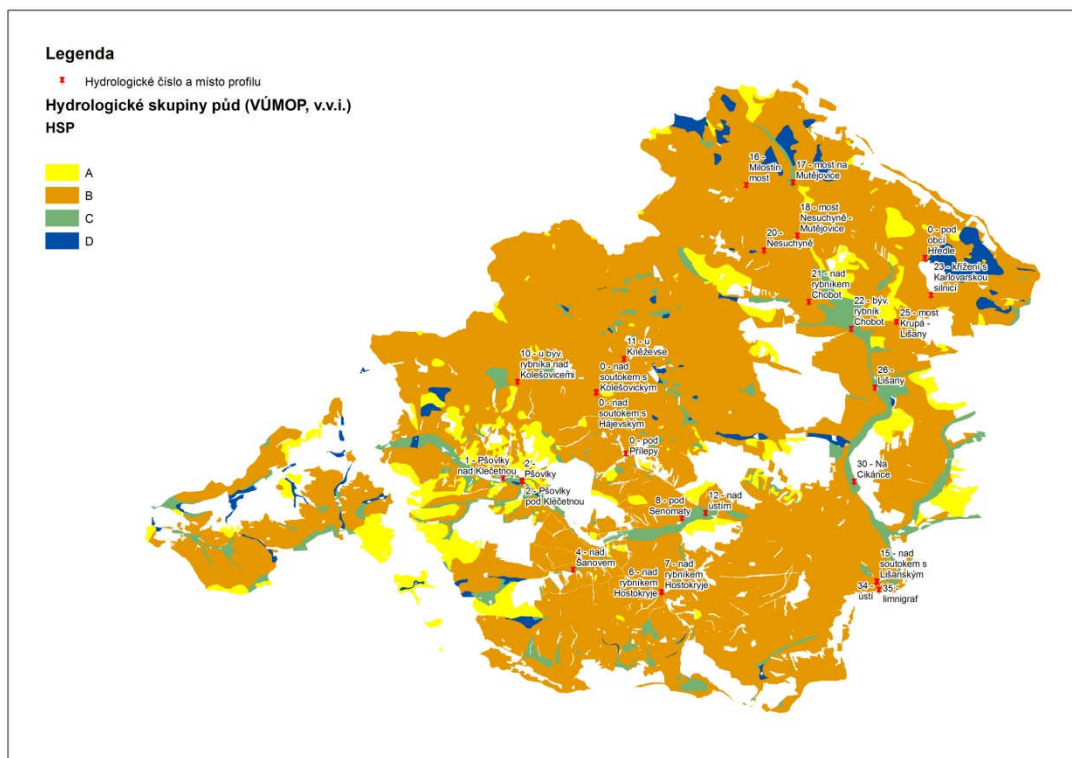 Legenda
Hydrologické číslo a místo profilu
Hydrologické skupiny půd (VÚMOP, v.v.i.)
HSP
A
B
C
D
16 -
Milostín
most
17 - most na
Mutějovice
18 - most
Nesuchyně -
Mutějovice
20 -
Nesuchyně
0 - pod
obcí
Hředle
23 - křížení s
Karlovarskou
silnicí
21 - nad
rybníkem
Chobot
22 - býv.
rybník
Chobot
25 - most
Krupá -
Lišany
11 - u
Kněževse
10 - u býv.
rybníka nad
Kolešovicemi
0 - nad
soutokem s
Kolešovickým
0 - nad
soutokem s
Hájevským
26 -
Lišany
0 - pod
Přílepy
1 - Pšovlky
nad Klečetnou
2 -
Pšovlky
2 - Pšovlky
pod Klečetnou
30 - Na
Cikánce
8 - pod
Senomaty
12 - nad
ústím
4 - nad
Šanovem
6 - nad
rybníkem
Hostokryje
7 - nad
rybníkem
Hostokryje
15 - nad
soutokem s
Lišanským
34 -
ústí
35 -
limnigraf